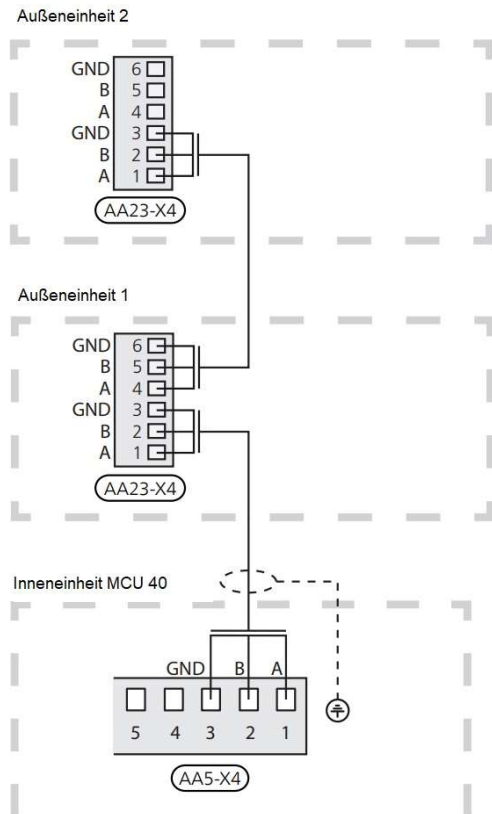 Außeneinheit 2
GND 6
B 5
A 4
GND 3
B 2
A 1
AA23-X4
Außeneinheit 1
GND 6
B 5
A 4
GND 3
B 2
A 1
AA23-X4
Inneneinheit MCU 40
GND B A
5 4 3 2 1
AA5-X4